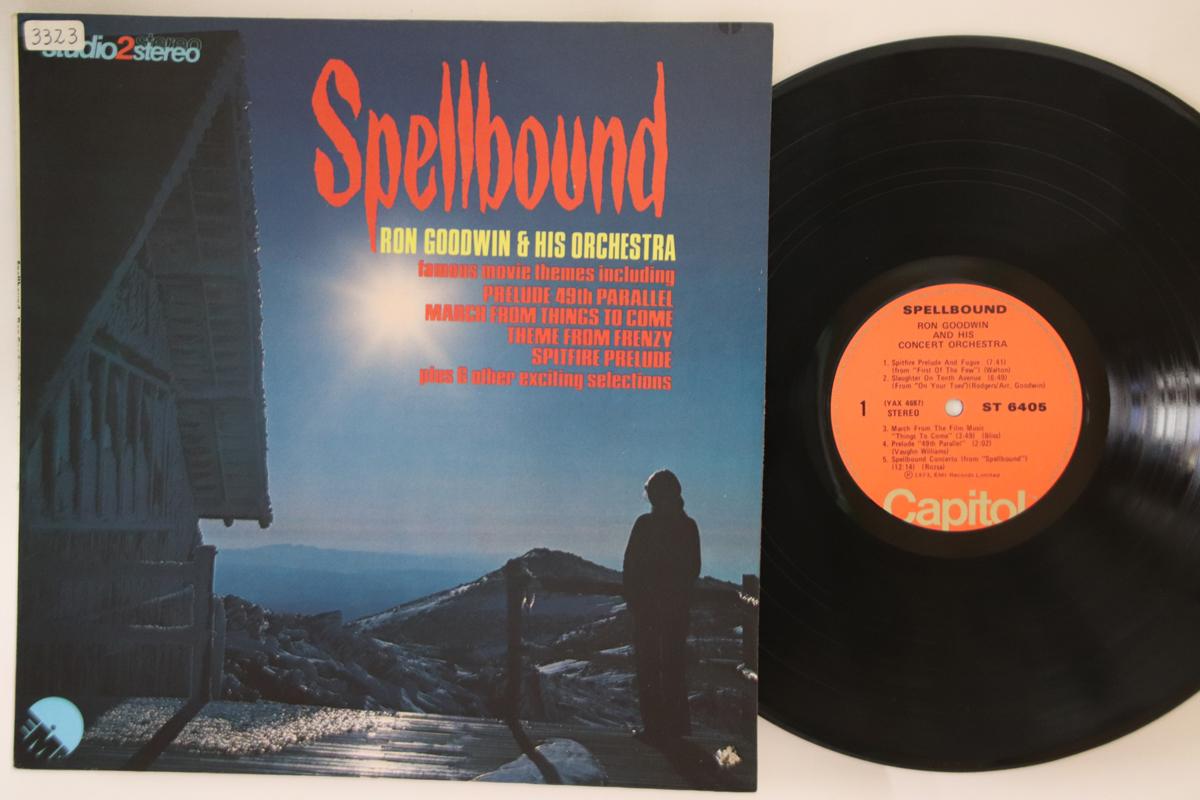 3323
studio2stereo
Spellbound
RON GOODWIN & HIS ORCHESTRA
famous movie themes including
PRELUDE 49th PARALLEL
MARCH FROM THINGS TO COME
THEME FROM FRENZY
SPITFIRE PRELUDE
plus 6 other exciting selections
EMI
SPELLBOUND
RON GOODWIN
AND HIS
CONCERT ORCHESTRA
1. Spitfire Prelude And Fugue (7:41)
(from "First Of The Few") (Walton)
2. Slaughter On Tenth Avenue (6:49)
(From "On Your Toes")(Rodgers/Arr. Goodwin)
1
(YAX 4687)
STEREO
ST 6405
3. March From The Film Music
"Things To Come" (3:49) (Bliss)
4. Prelude "49th Parallel" (2:02)
(Vaughn Williams)
5. Spellbound Concerto (from "Spellbound")
(12:14) (Rozsa)
Ⓟ 1973, EMI Records Limited
Capitol